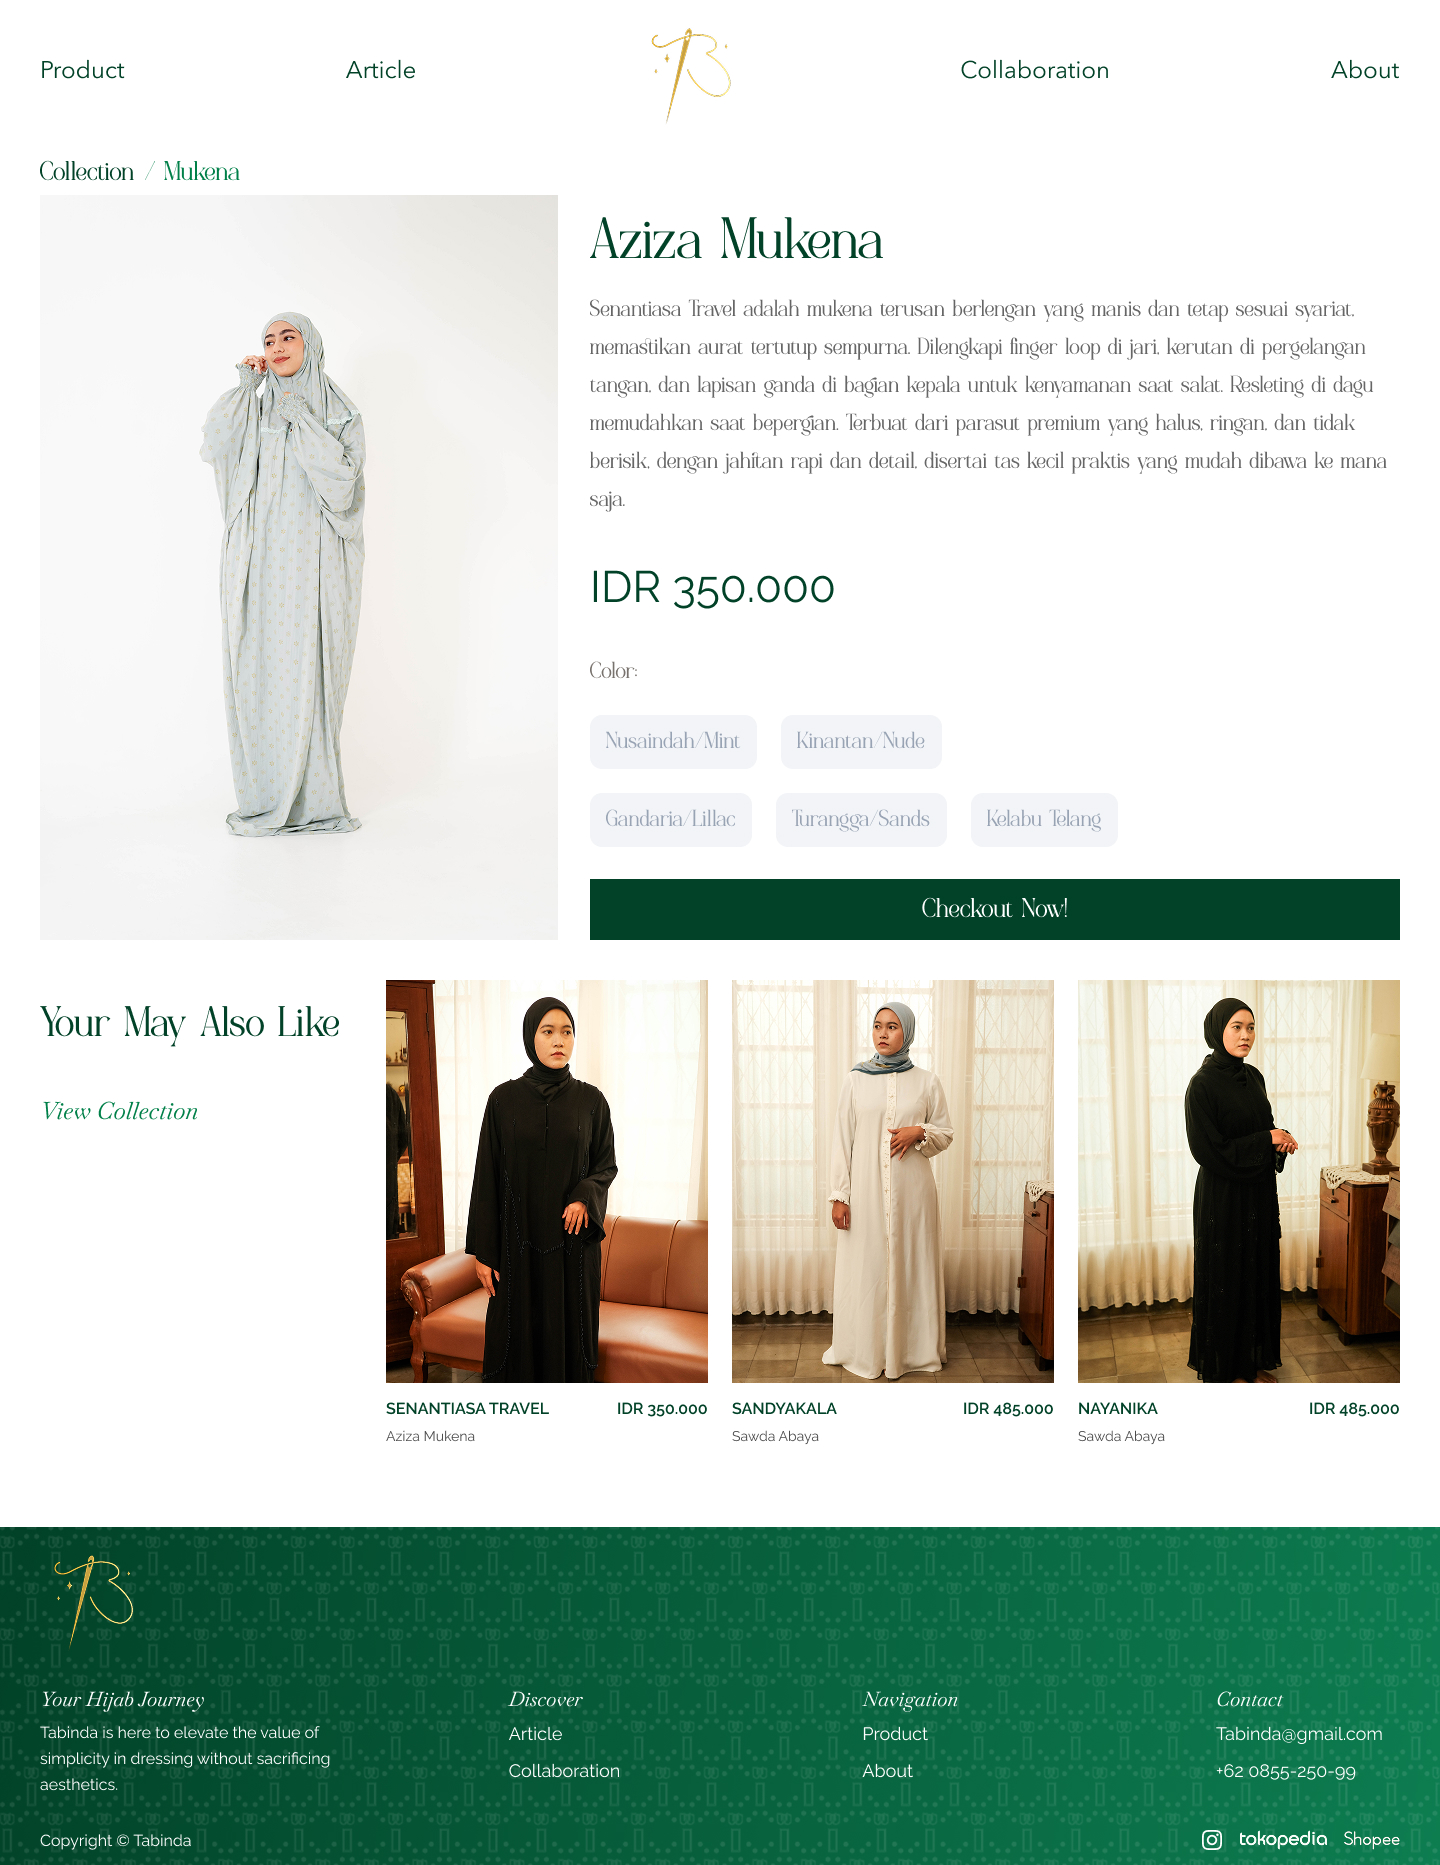 Product
Article
Collaboration
About
Collection / Mukena
Aziza Mukena
Senantiasa Travel adalah mukena terusan berlengan yang manis dan tetap sesuai syariat,
memastikan aurat tertutup sempurna. Dilengkapi finger loop di jari, kerutan di pergelangan
tangan, dan lapisan ganda di bagian kepala untuk kenyamanan saat salat. Resleting di dagu
memudahkan saat bepergian. Terbuat dari parasut premium yang halus, ringan, dan tidak
berisik, dengan jahitan rapi dan detail, disertai tas kecil praktis yang mudah dibawa ke mana
saja.
IDR 350.000
Color:
Nusaindah/Mint
Kinantan/Nude
Gandaria/Lillac
Turangga/Sands
Kelabu Telang
Checkout Now!
Your May Also Like
View Collection
SENANTIASA TRAVEL
IDR 350.000
Aziza Mukena
SANDYAKALA
IDR 485.000
Sawda Abaya
NAYANIKA
IDR 485.000
Sawda Abaya
Your Hijab Journey
Tabinda is here to elevate the value of
simplicity in dressing without sacrificing
aesthetics.
Discover
Article
Collaboration
Navigation
Product
About
Contact
Tabinda@gmail.com
+62 0855-250-99
Copyright © Tabinda
tokopedia
Shopee